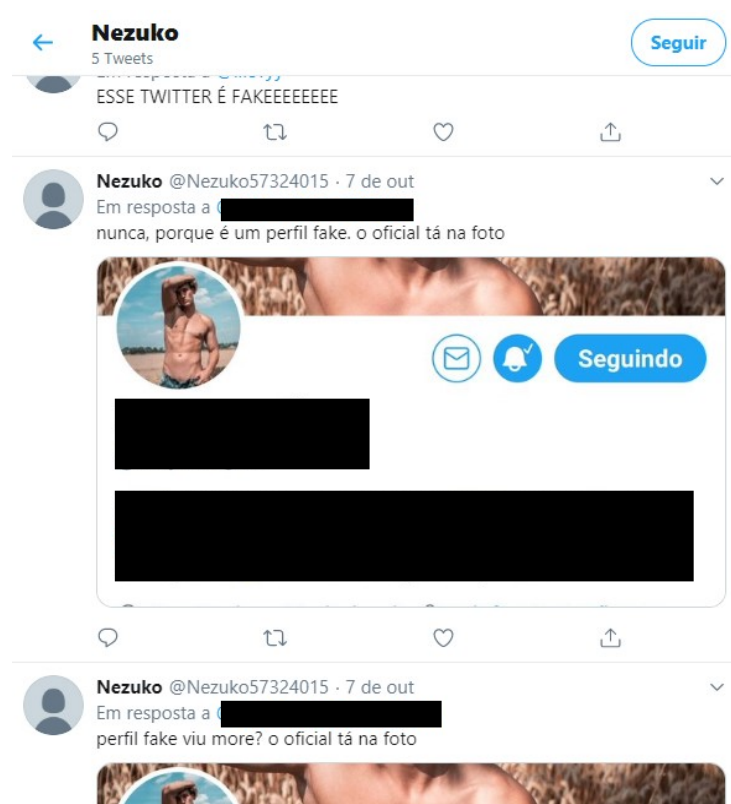 Nezuko
5 Tweets
Seguir
ESSE TWITTER É FAKEEEEEEEE
Nezuko @Nezuko57324015 · 7 de out
Em resposta a
nunca, porque é um perfil fake. o oficial tá na foto
Seguindo
Nezuko @Nezuko57324015 · 7 de out
Em resposta a
perfil fake viu more? o oficial tá na foto